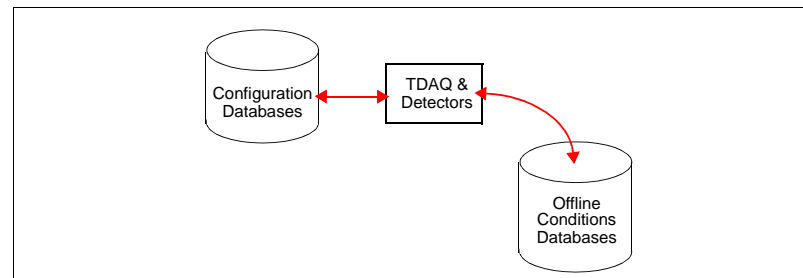 Configuration
Databases
TDAQ &
Detectors
Offline
Conditions
Databases